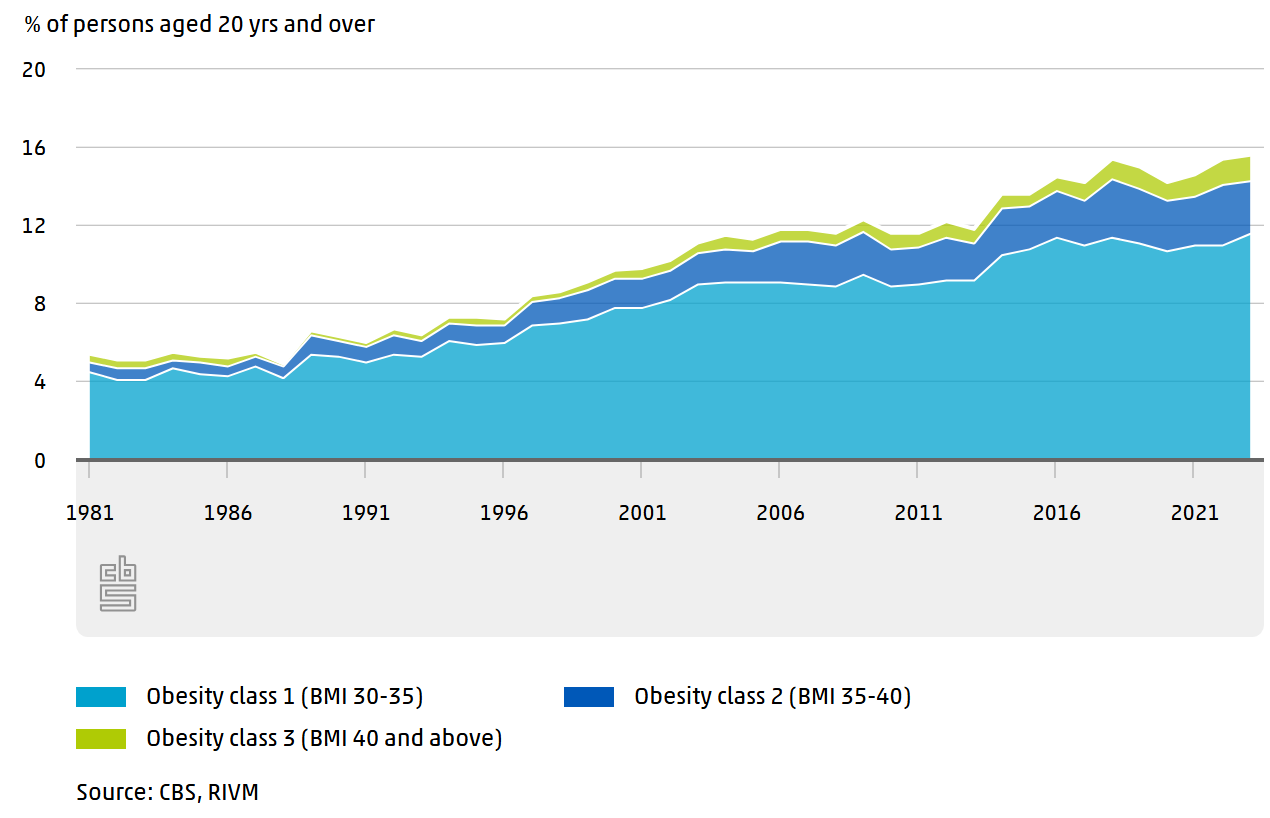 % of persons aged 20 yrs and over
20
16
12
8
4
0
1981 1986 1991 1996 2001 2006 2011 2016 2021
cbs
Obesity class 1 (BMI 30-35) Obesity class 2 (BMI 35-40)
Obesity class 3 (BMI 40 and above)
Source: CBS, RIVM